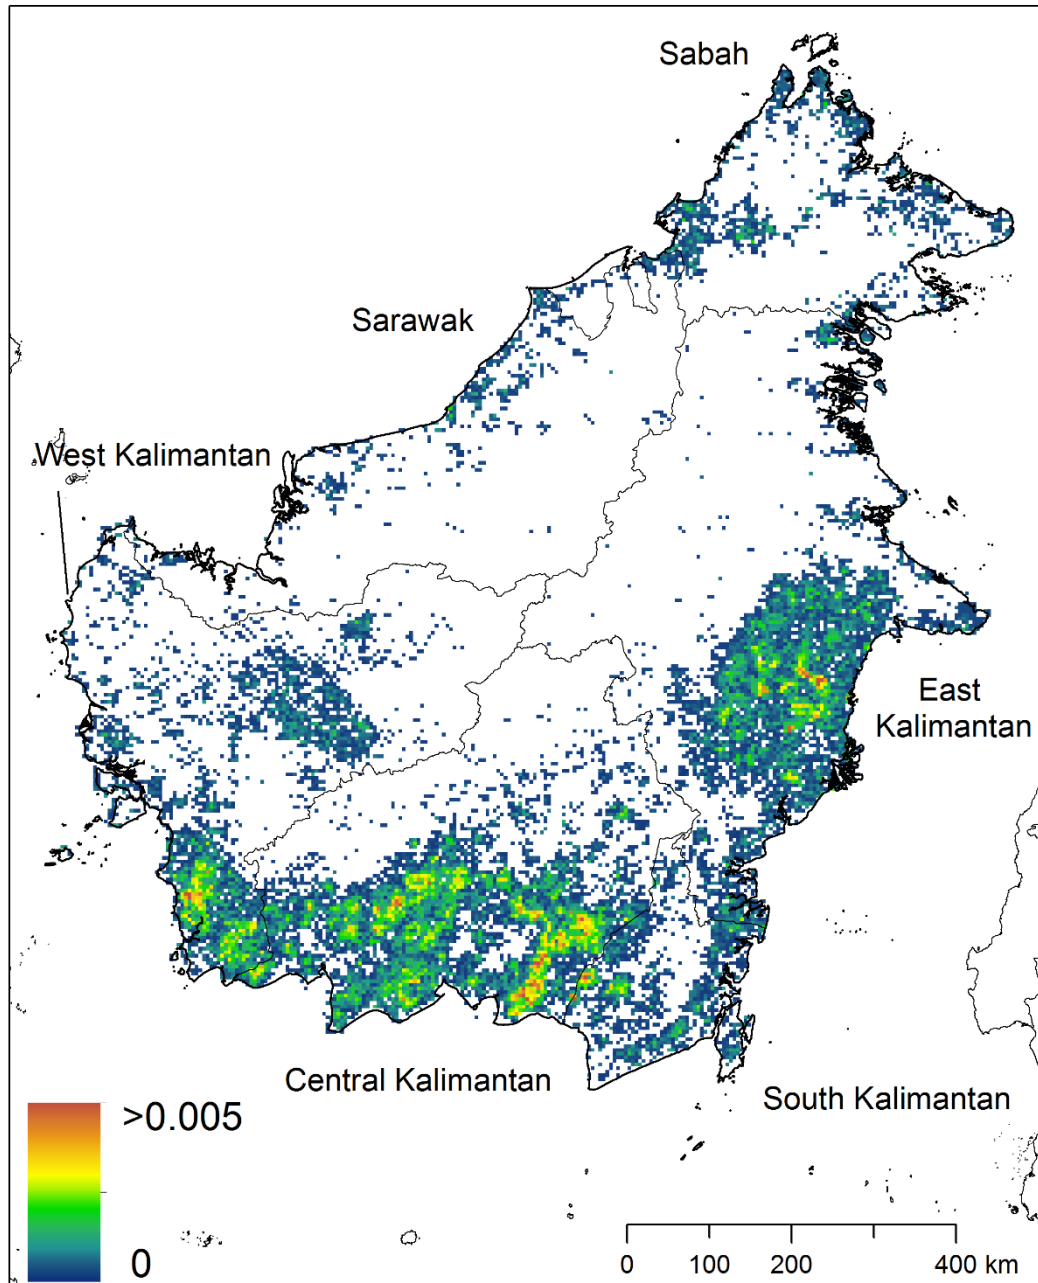 Sabah
Sarawak
West Kalimantan
East
Kalimantan
Central Kalimantan
South Kalimantan
>0.005
0
0 100 200 400 km